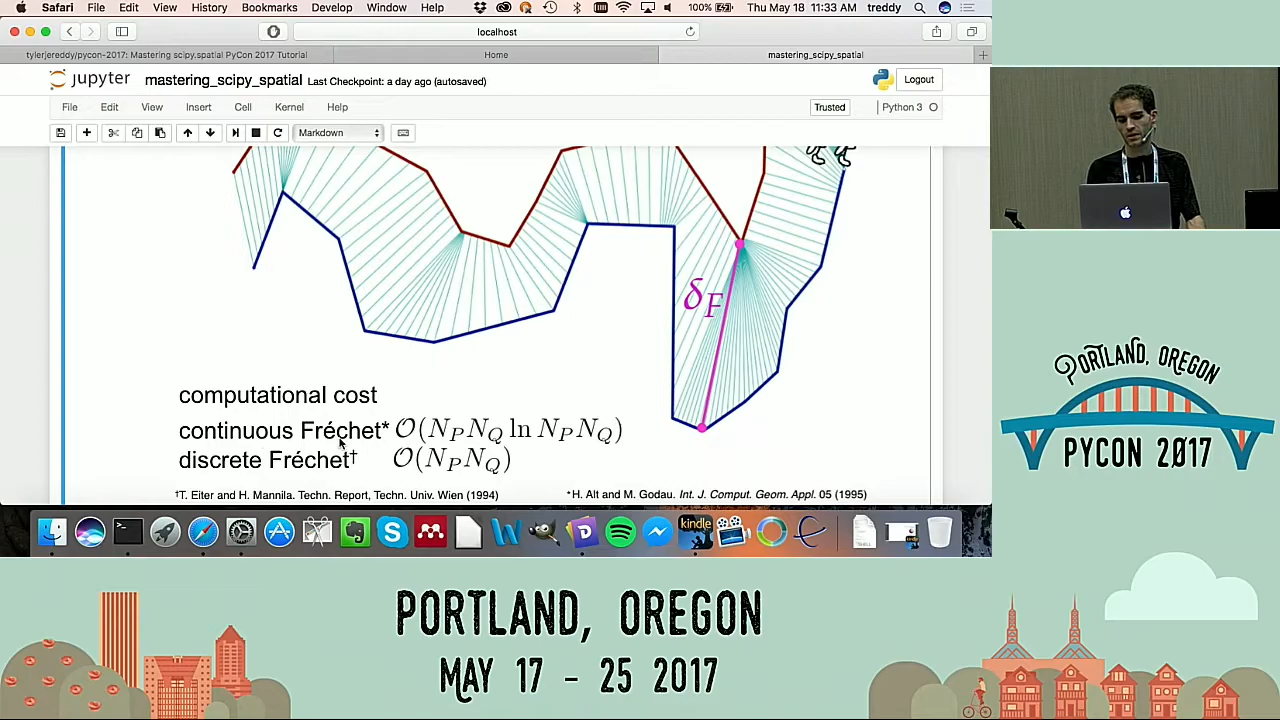 Safari File Edit View History Bookmarks Develop Window Help 100% Thu May 18 11:33 AM treddy
localhost
tylerjereddy/pycon-2017: Mastering scipy.spatial PyCon 2017 Tutorial Home mastering_scipy_spatial
jupyter mastering_scipy_spatial Last Checkpoint: a day ago (autosaved) Logout
File Edit View Insert Cell Kernel Help Trusted Python 3
Markdown
δF
computational cost
continuous Fréchet* O(NPNQ ln NPNQ)
discrete Fréchet† O(NPNQ)
†T. Eiter and H. Mannila. Techn. Report, Techn. Univ. Wien (1994) *H. Alt and M. Godau. Int. J. Comput. Geom. Appl. 05 (1995)
kindle
PORTLAND, OREGON
PYCON 2017
PORTLAND, OREGON
MAY 17 - 25 2017